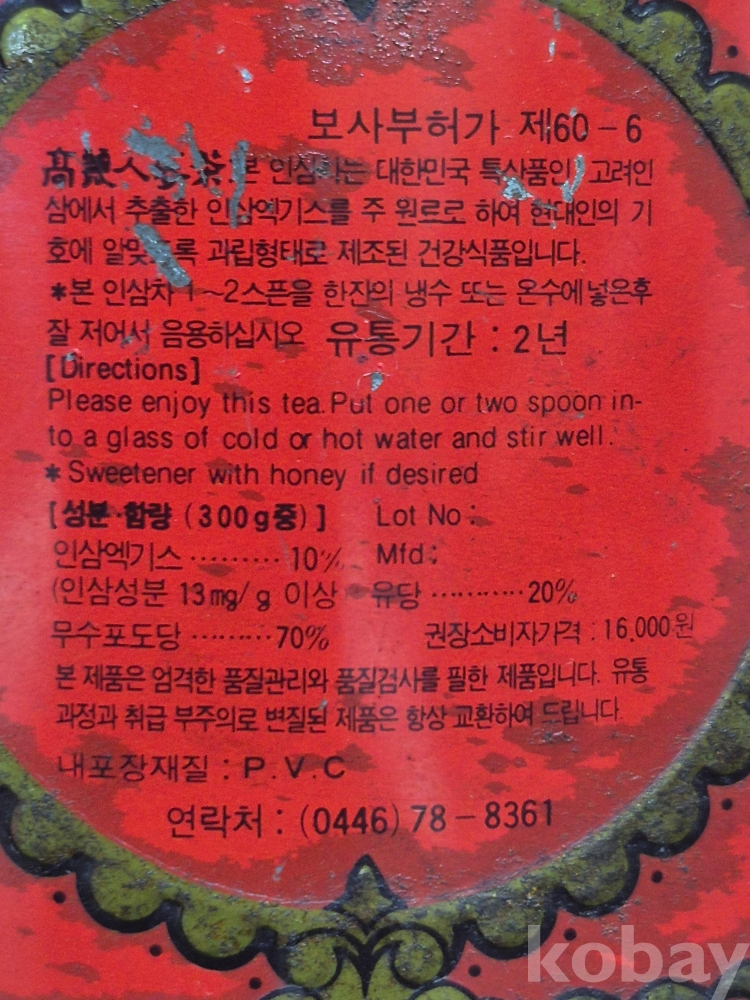 보사부허가 제60-6
高麗人蔘茶 본 인삼차는 대한민국 특산품인 고려인
삼에서 추출한 인삼엑기스를 주 원료로 하여 현대인의 기
호에 알맞도록 과립형태로 제조된 건강식품입니다.
*본 인삼차 1~2스픈을 한잔의 냉수 또는 온수에넣은후
잘 저어서 음용하십시오 유통기간 : 2년
[Directions]
Please enjoy this tea. Put one or two spoon in-
to a glass of cold or hot water and stir well.
* Sweetener with honey if desired
[성분·함량 (300g중)] Lot No:
인삼엑기스 ········· 10% Mfd:
(인삼성분 13mg/g 이상 유당 ··········· 20%
무수포도당 ········· 70% 권장소비자가격 : 16,000원
본 제품은 엄격한 품질관리와 품질검사를 필한 제품입니다. 유통
과정과 취급 부주의로 변질된 제품은 항상 교환하여 드립니다.
내포장재질 : P.V.C
연락처 : (0446) 78-8361
kobay